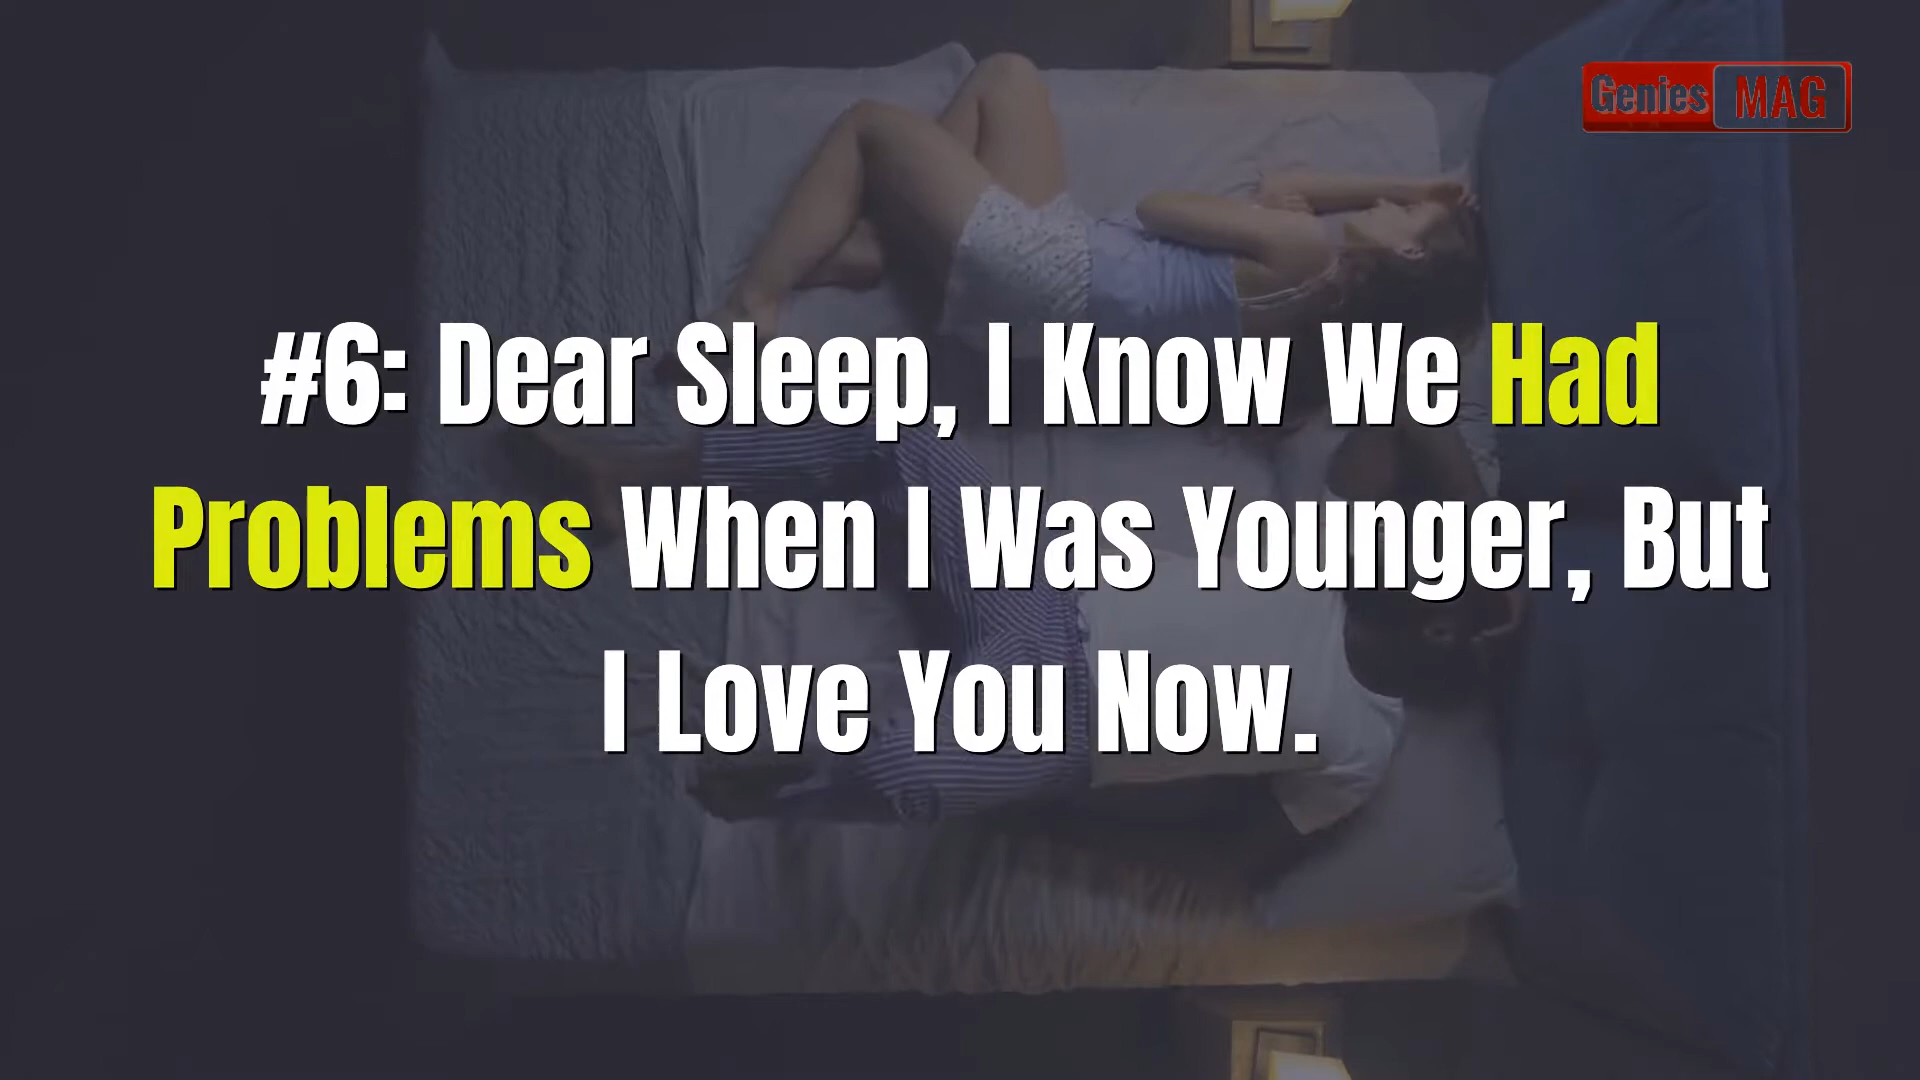 Genies MAG
#6: Dear Sleep, I Know We Had
Problems When I Was Younger, But
I Love You Now.